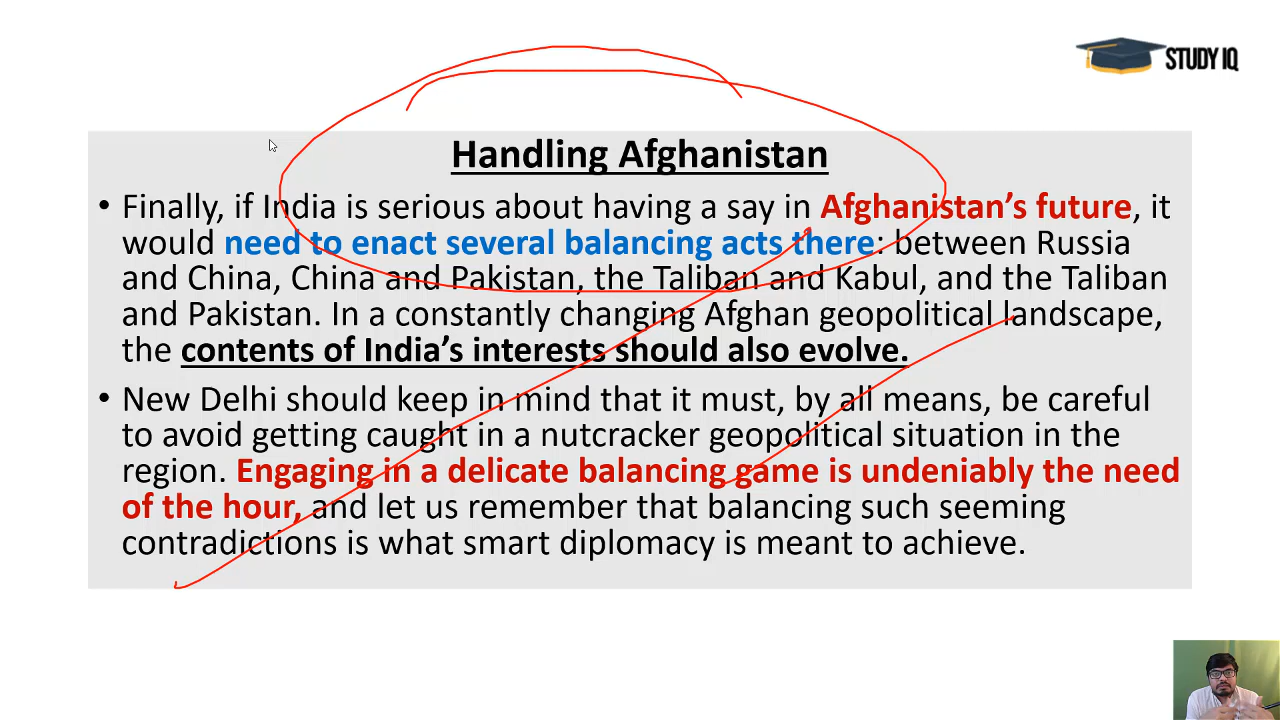 STUDY IQ
Handling Afghanistan
• Finally, if India is serious about having a say in Afghanistan's future, it
would need to enact several balancing acts there: between Russia
and China, China and Pakistan, the Taliban and Kabul, and the Taliban
and Pakistan. In a constantly changing Afghan geopolitical landscape,
the contents of India's interests should also evolve.
• New Delhi should keep in mind that it must, by all means, be careful
to avoid getting caught in a nutcracker geopolitical situation in the
region. Engaging in a delicate balancing game is undeniably the need
of the hour, and let us remember that balancing such seeming
contradictions is what smart diplomacy is meant to achieve.